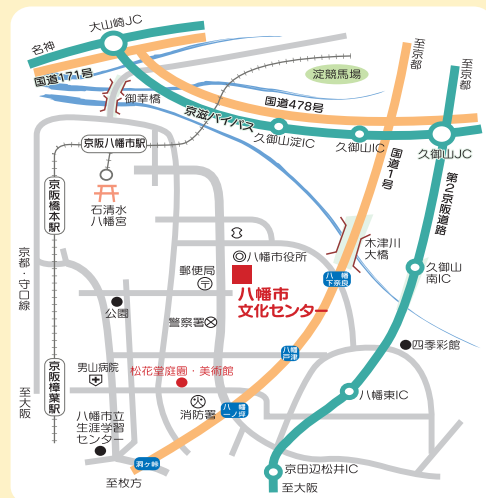 大山崎JC
名神
国道171号
御幸橋
淀競馬場
至京都
至京都
国道478号
京滋バイパス
久御山淀IC
久御山IC
久御山JC
京阪八幡市駅
石清水
八幡宮
京阪橋本駅
国道1号
第2京阪道路
木津川
大橋
久御山
南IC
八幡市役所
郵便局
八幡市
文化センター
八幡
下奈良
京都・守口線
公園
警察署
八幡
戸津
四季彩館
男山病院
松花堂庭園・美術館
京阪樟葉駅
至大阪
消防署
八幡
一ノ坪
八幡東IC
八幡市立
生涯学習
センター
洞ヶ峠
至枚方
京田辺松井IC
至大阪